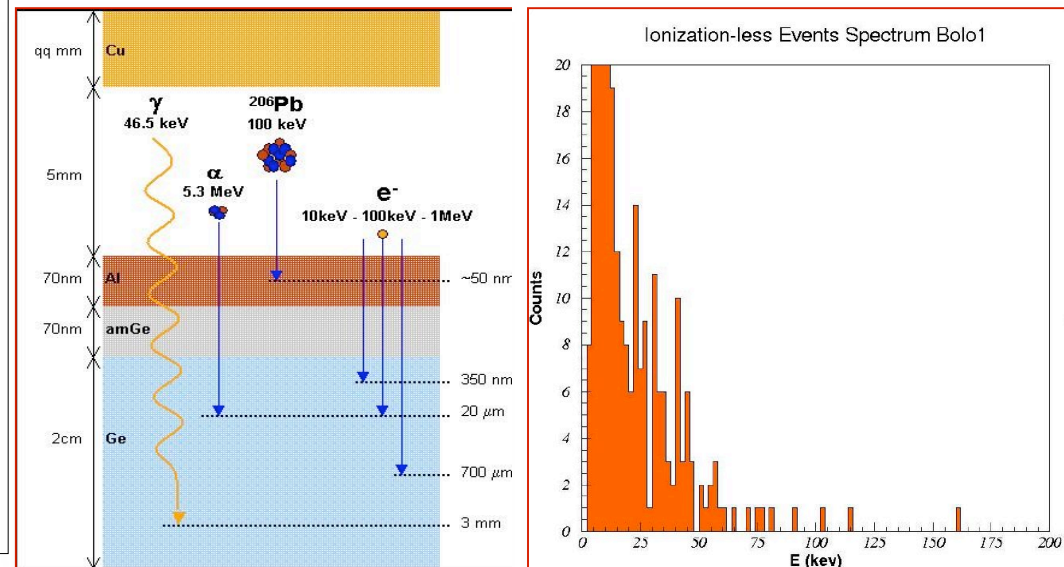 qq mm
Cu
γ
46.5 keV
²⁰⁶Pb
100 keV
5mm
α
5.3 MeV
e⁻
10keV - 100keV - 1MeV
70nm
Al
~50 nm
70nm
amGe
350 nm
20 μm
2cm
Ge
700 μm
3 mm
Ionization-less Events Spectrum Bolo1
Counts
20
18
16
14
12
10
8
6
4
2
0
0 25 50 75 100 125 150 175 200
E (kev)